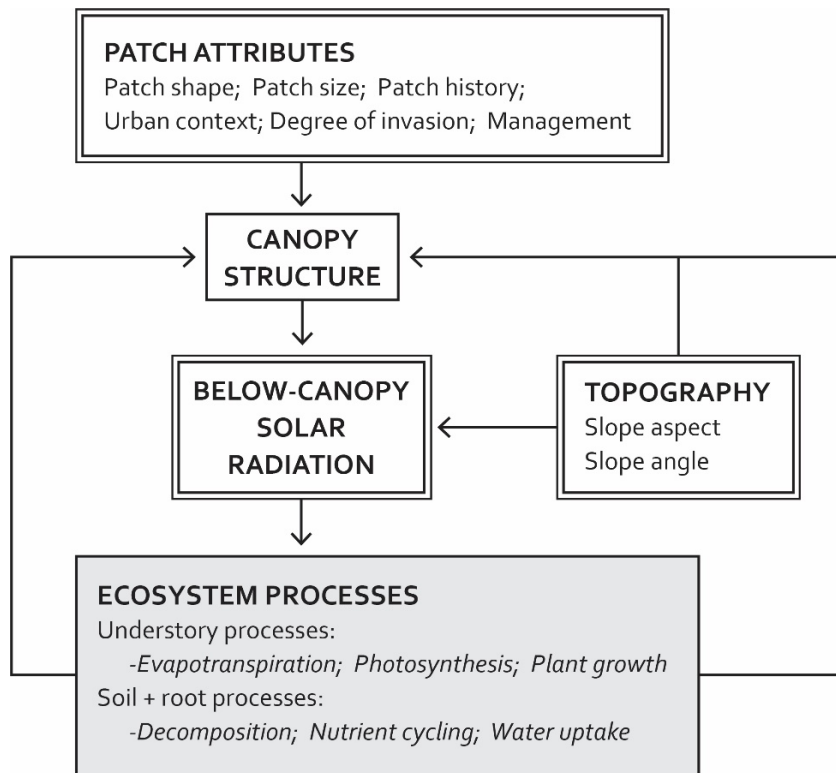 PATCH ATTRIBUTES
Patch shape; Patch size; Patch history;
Urban context; Degree of invasion; Management
CANOPY
STRUCTURE
BELOW-CANOPY
SOLAR
RADIATION
TOPOGRAPHY
Slope aspect
Slope angle
ECOSYSTEM PROCESSES
Understory processes:
-Evapotranspiration; Photosynthesis; Plant growth
Soil + root processes:
-Decomposition; Nutrient cycling; Water uptake